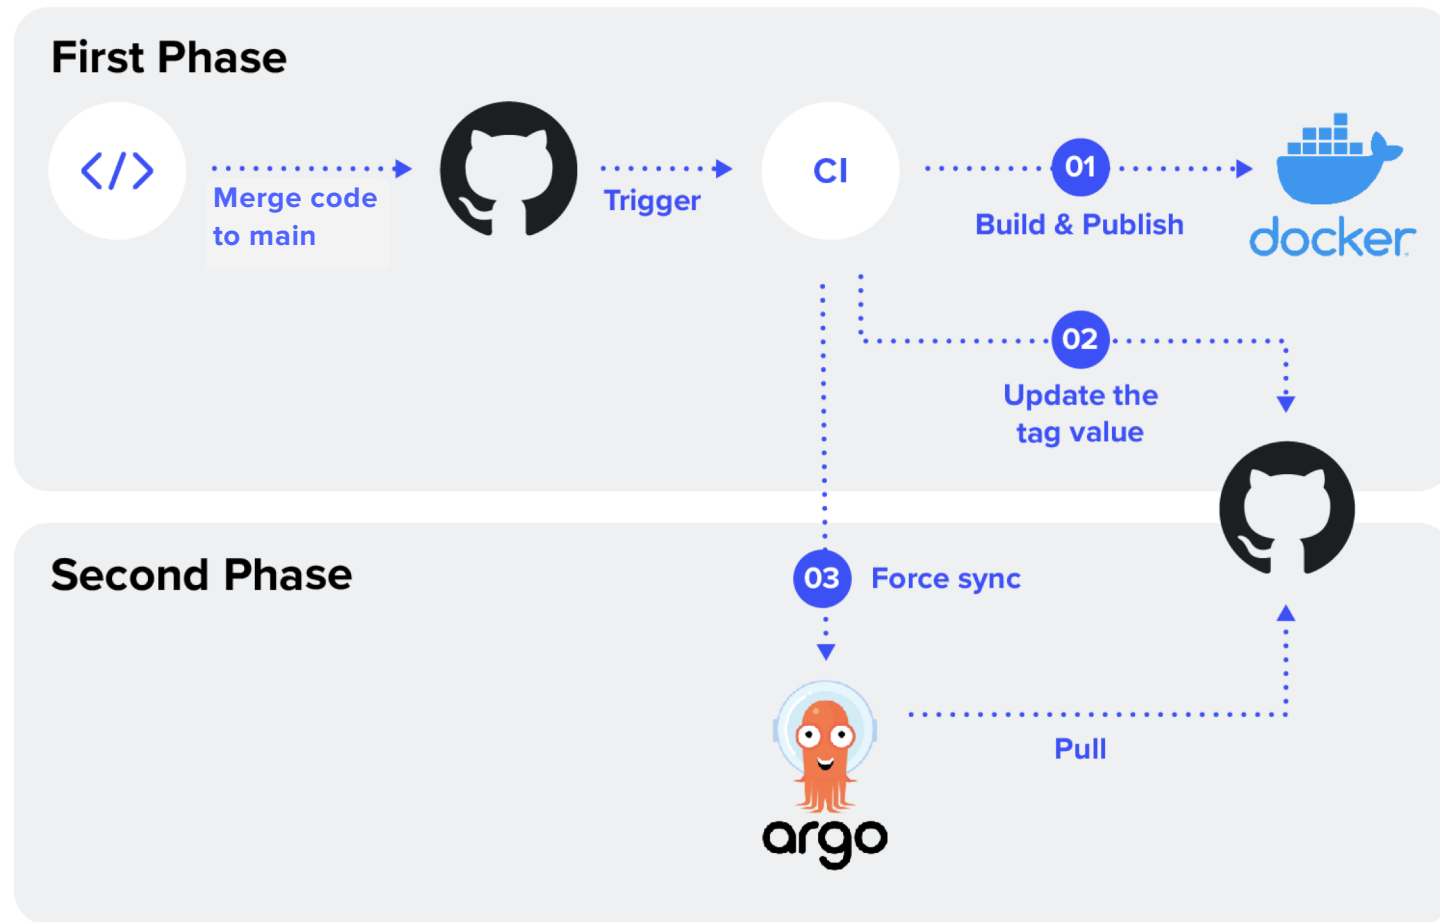 First Phase
</>
Merge code
to main
Trigger
CI
01
Build & Publish
docker
02
Update the
tag value
Second Phase
03
Force sync
argo
Pull